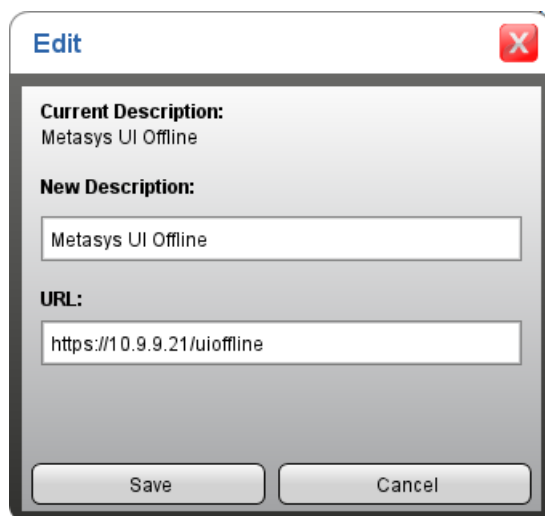 Edit
X
Current Description:
Metasys UI Offline
New Description:
Metasys UI Offline
URL:
https://10.9.9.21/uioffline
Save
Cancel